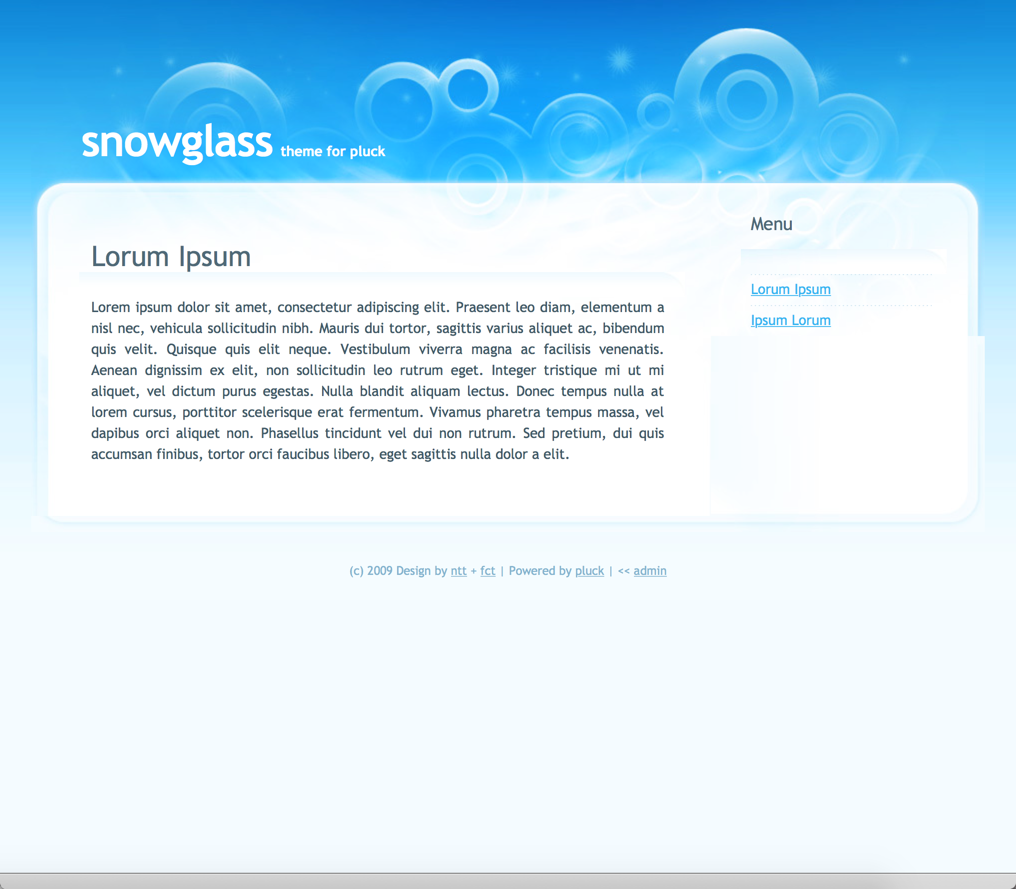 snowglass theme for pluck
Menu
Lorum Ipsum
Lorum Ipsum
Ipsum Lorum
Lorem ipsum dolor sit amet, consectetur adipiscing elit. Praesent leo diam, elementum a
nisl nec, vehicula sollicitudin nibh. Mauris dui tortor, sagittis varius aliquet ac, bibendum
quis velit. Quisque quis elit neque. Vestibulum viverra magna ac facilisis venenatis.
Aenean dignissim ex elit, non sollicitudin leo rutrum eget. Integer tristique mi ut mi
aliquet, vel dictum purus egestas. Nulla blandit aliquam lectus. Donec tempus nulla at
lorem cursus, porttitor scelerisque erat fermentum. Vivamus pharetra tempus massa, vel
dapibus orci aliquet non. Phasellus tincidunt vel dui non rutrum. Sed pretium, dui quis
accumsan finibus, tortor orci faucibus libero, eget sagittis nulla dolor a elit.
(c) 2009 Design by ntt + fct | Powered by pluck | << admin